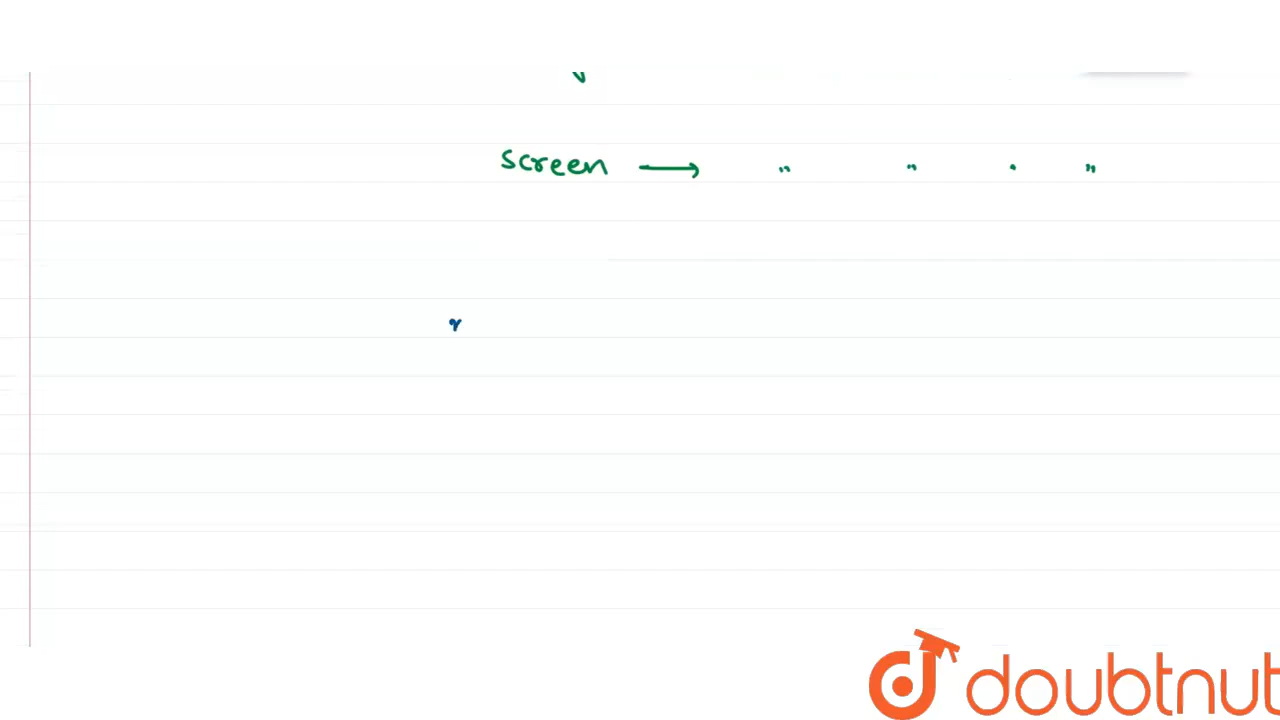 Screen → " " " "
doubtnut